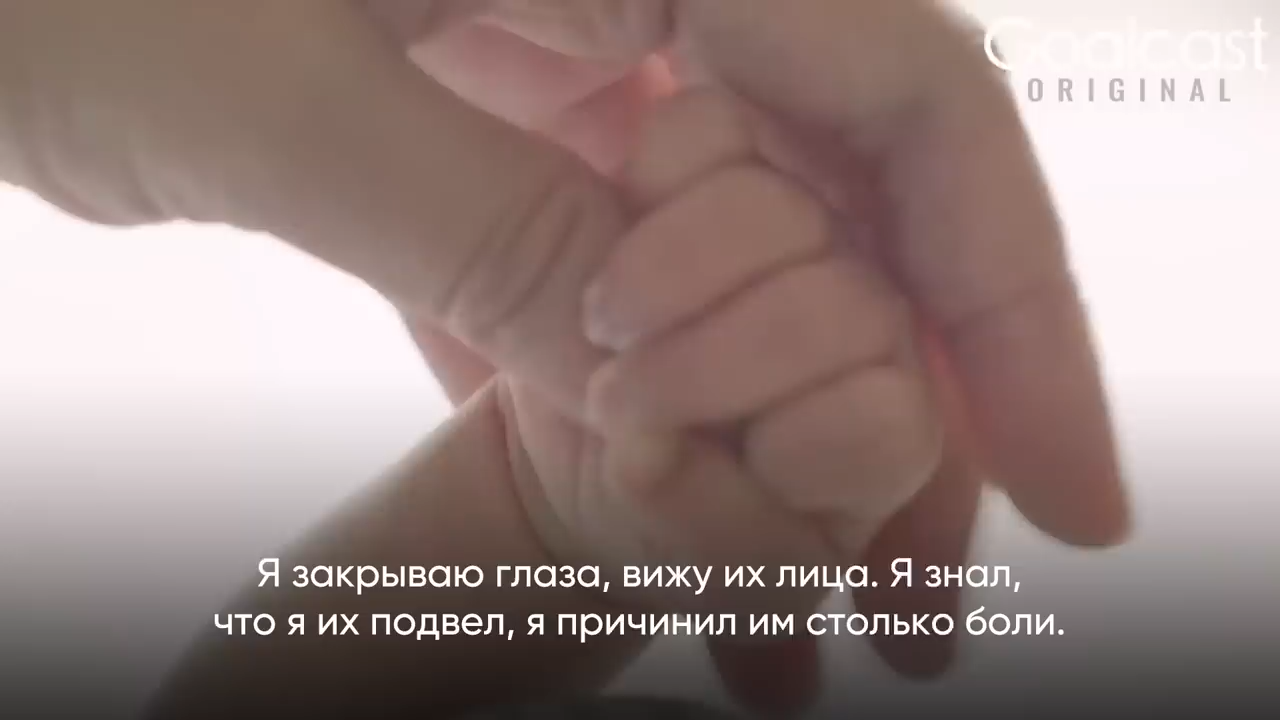 Goalcast
ORIGINAL
Я закрываю глаза, вижу их лица. Я знал,
что я их подвел, я причинил им столько боли.